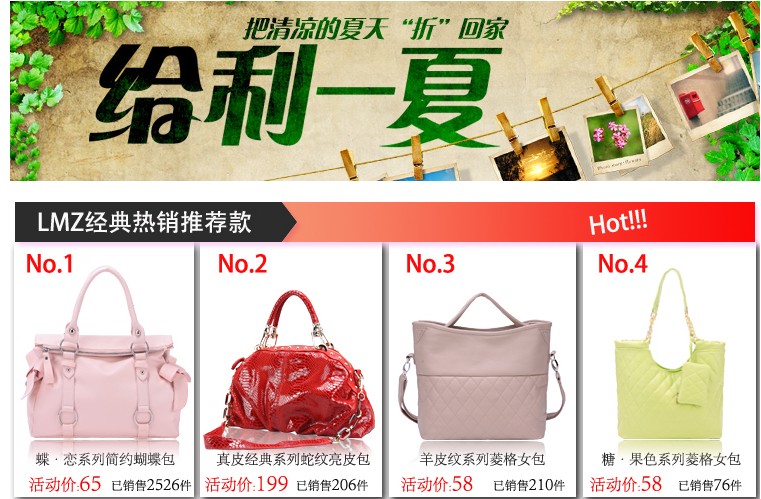 把清凉的夏天“折”回家
给利一夏
LMZ经典热销推荐款
Hot!!!
No.1
No.2
No.3
No.4
蝶·恋系列简约蝴蝶包
真皮经典系列蛇纹亮皮包
羊皮纹系列菱格女包
糖·果色系列菱格女包
活动价:65 已销售2526件
活动价:199 已销售206件
活动价:58 已销售210件
活动价:58 已销售76件